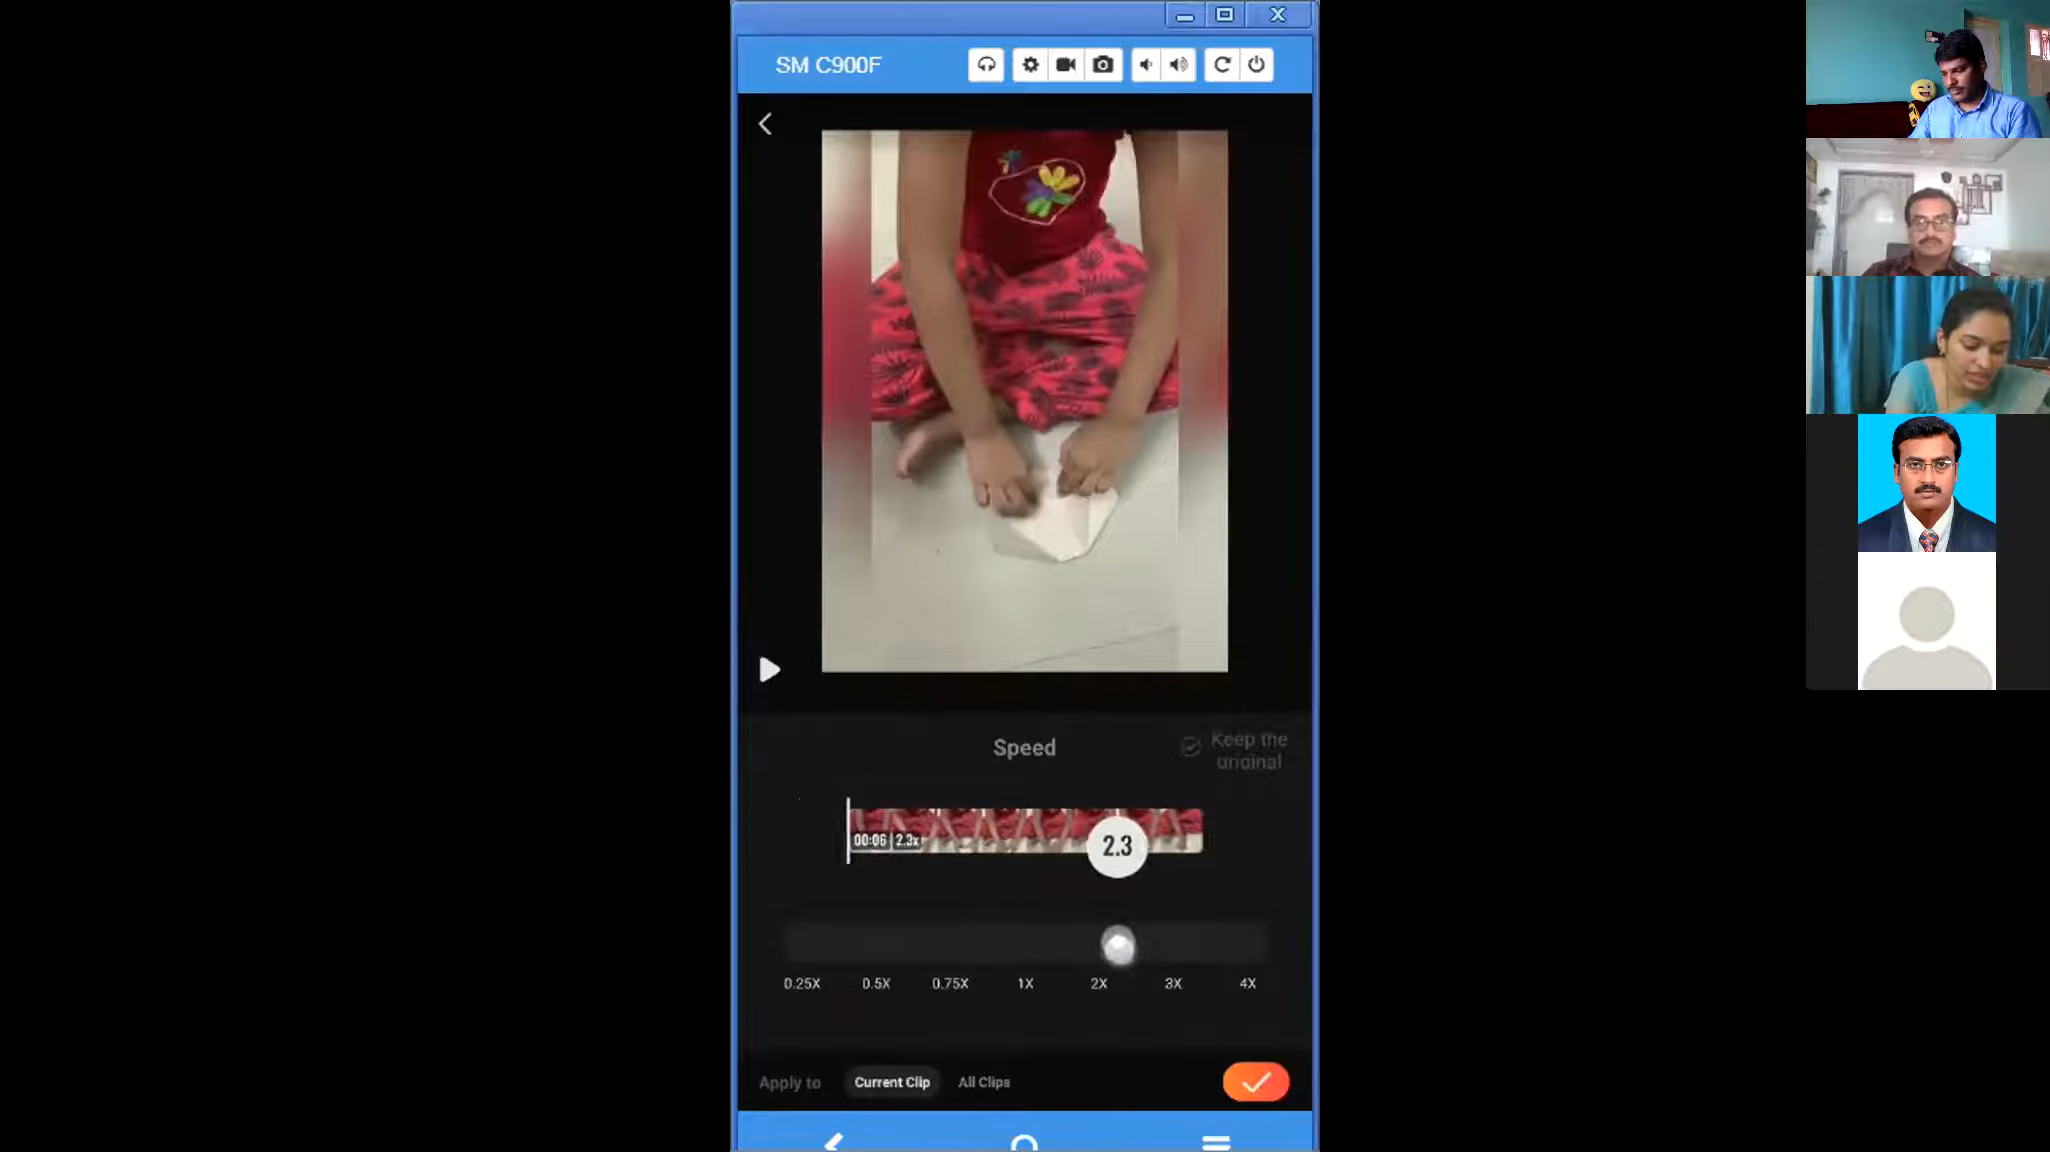 SM C900F
Speed
Keep the
original
00:06 2.3x
2.3
0.25X 0.5X 0.75X 1X 2X 3X 4X
Apply to Current Clip All Clips